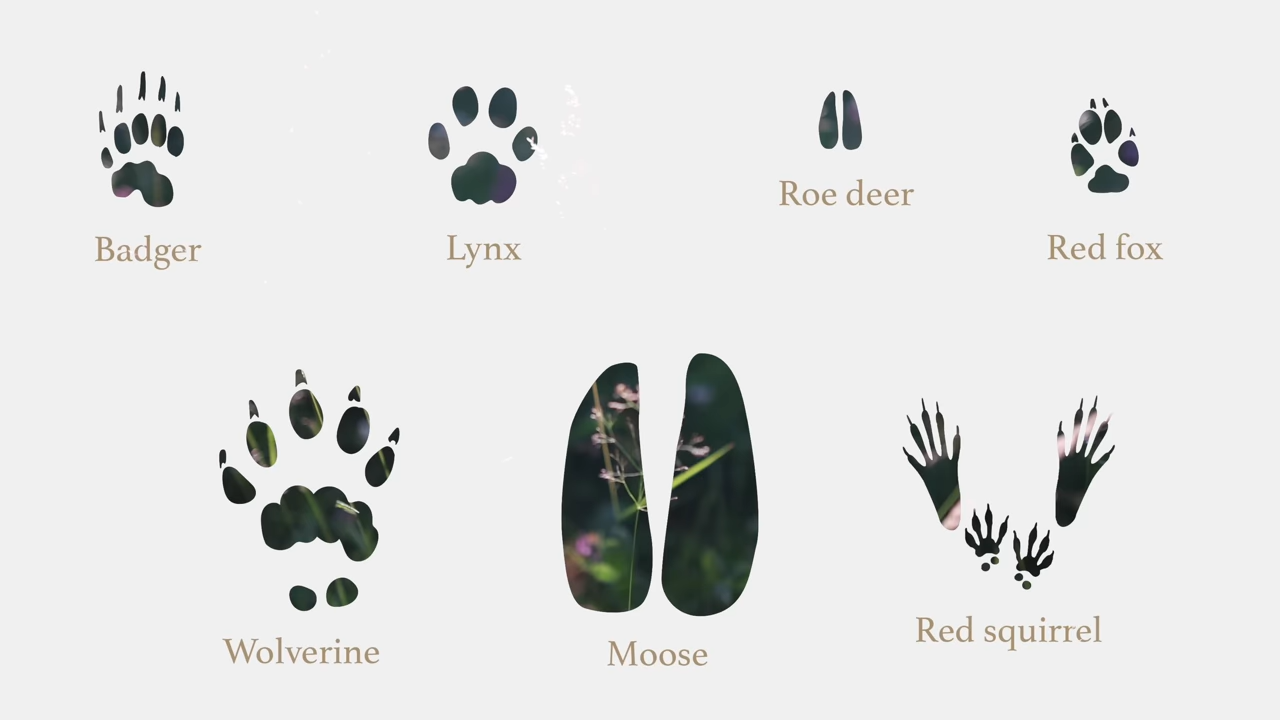 Badger
Lynx
Roe deer
Red fox
Wolverine
Moose
Red squirrel